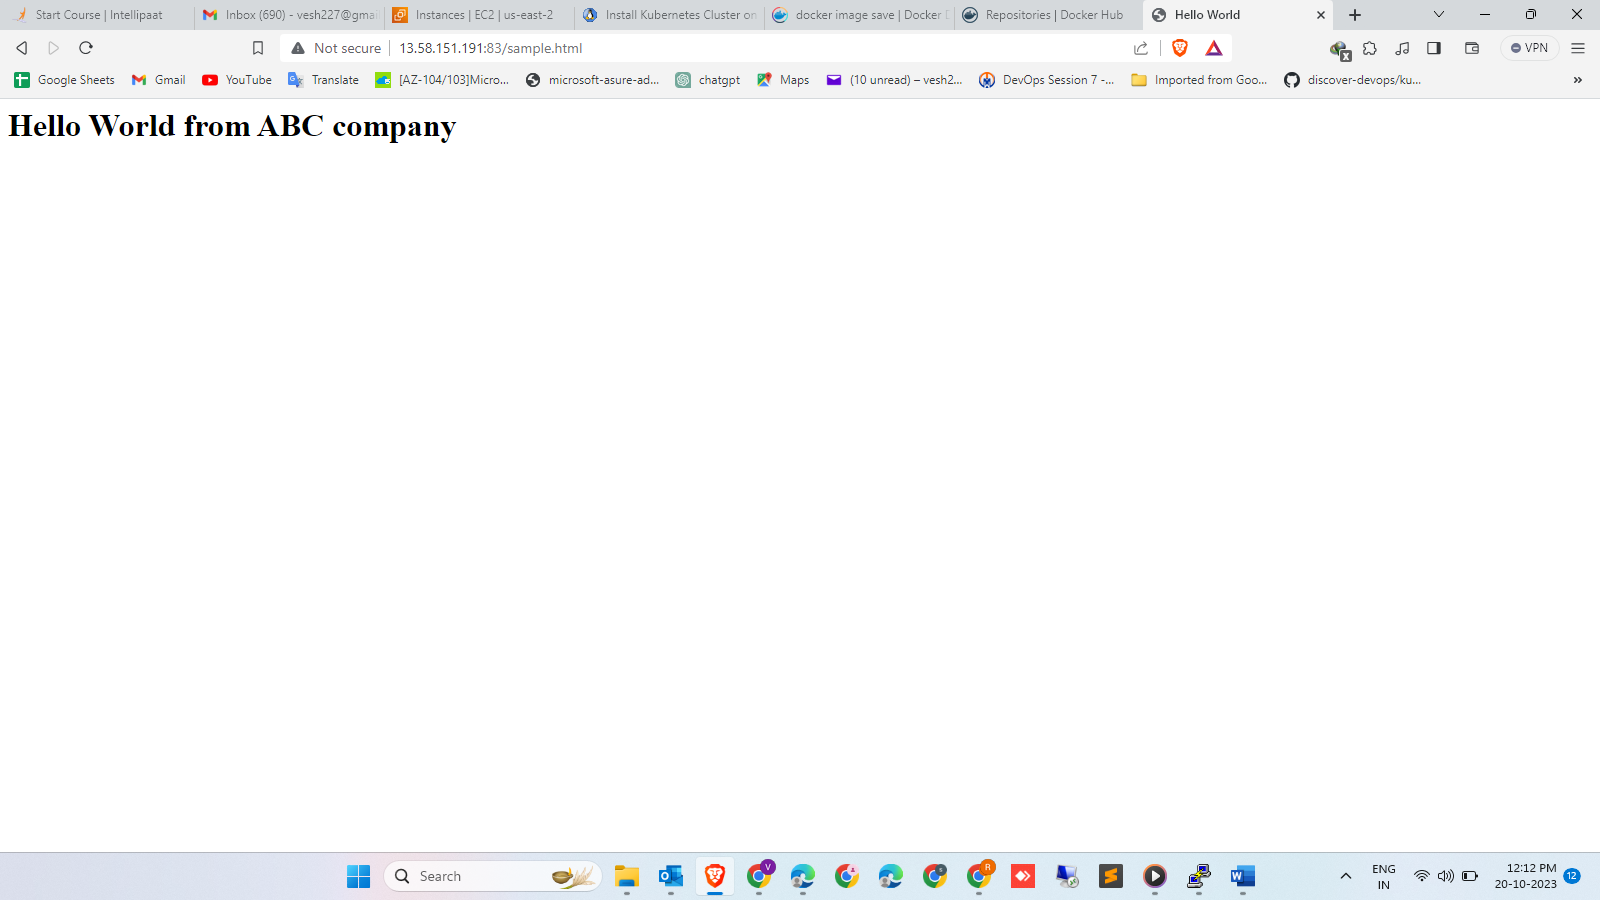 Start Course | Intellipaat
Inbox (690) - vesh227@gmai
Instances | EC2 | us-east-2
Install Kubernetes Cluster on
docker image save | Docker D
Repositories | Docker Hub
Hello World
Not secure
13.58.151.191:83/sample.html
VPN
Google Sheets
Gmail
YouTube
Translate
[AZ-104/103]Micro...
microsoft-asure-ad...
chatgpt
Maps
(10 unread) – vesh2...
DevOps Session 7 -...
Imported from Goo...
discover-devops/ku...
»
Hello World from ABC company
Search
V
R
ENG
IN
12:12 PM
20-10-2023
12